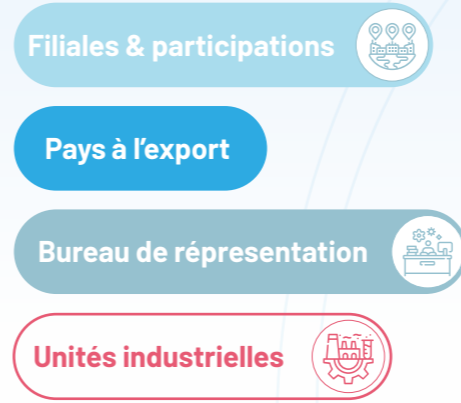 Filiales & participations
Pays à l’export
Bureau de répresentation
Unités industrielles